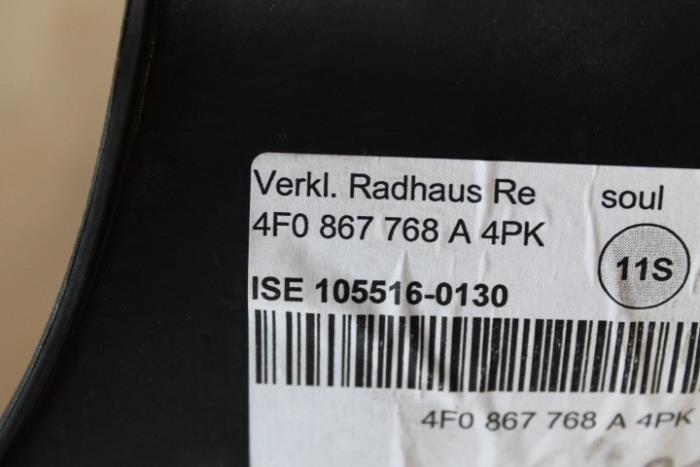 Verkl. Radhaus Re soul
4F0 867 768 A 4PK
11S
ISE 105516-0130
4F0 867 768 A 4PK